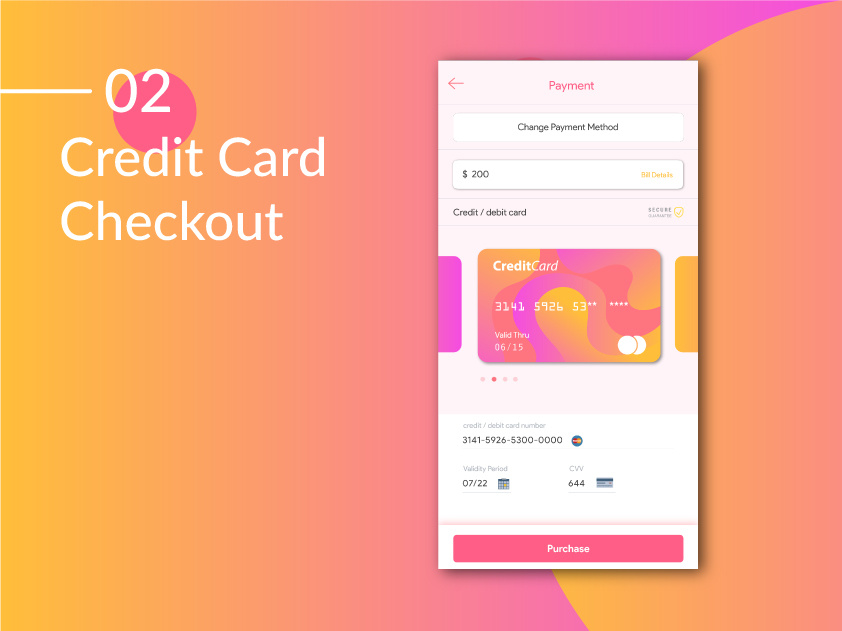 02
Credit Card
Checkout
Payment
Change Payment Method
$ 200
Bill Details
Credit / debit card
SECURE
GUARANTEE
CreditCard
3141 5926 53** ****
Valid Thru
06/15
credit / debit card number
3141-5926-5300-0000
Validity Period
CVV
07/22
644
Purchase